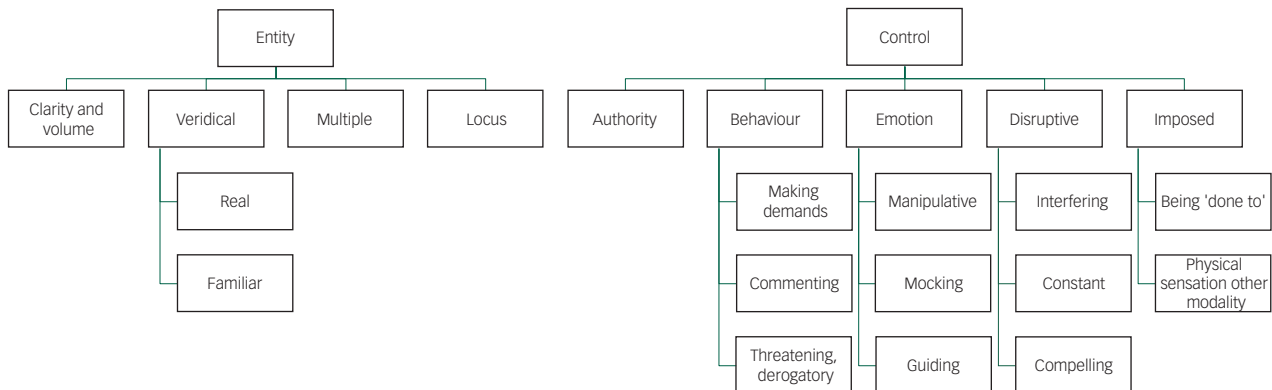 Entity
Control
Clarity and
volume
Veridical
Multiple
Locus
Authority
Behaviour
Emotion
Disruptive
Imposed
Real
Familiar
Making
demands
Commenting
Threatening,
derogatory
Manipulative
Mocking
Guiding
Interfering
Constant
Compelling
Being 'done to'
Physical
sensation other
modality